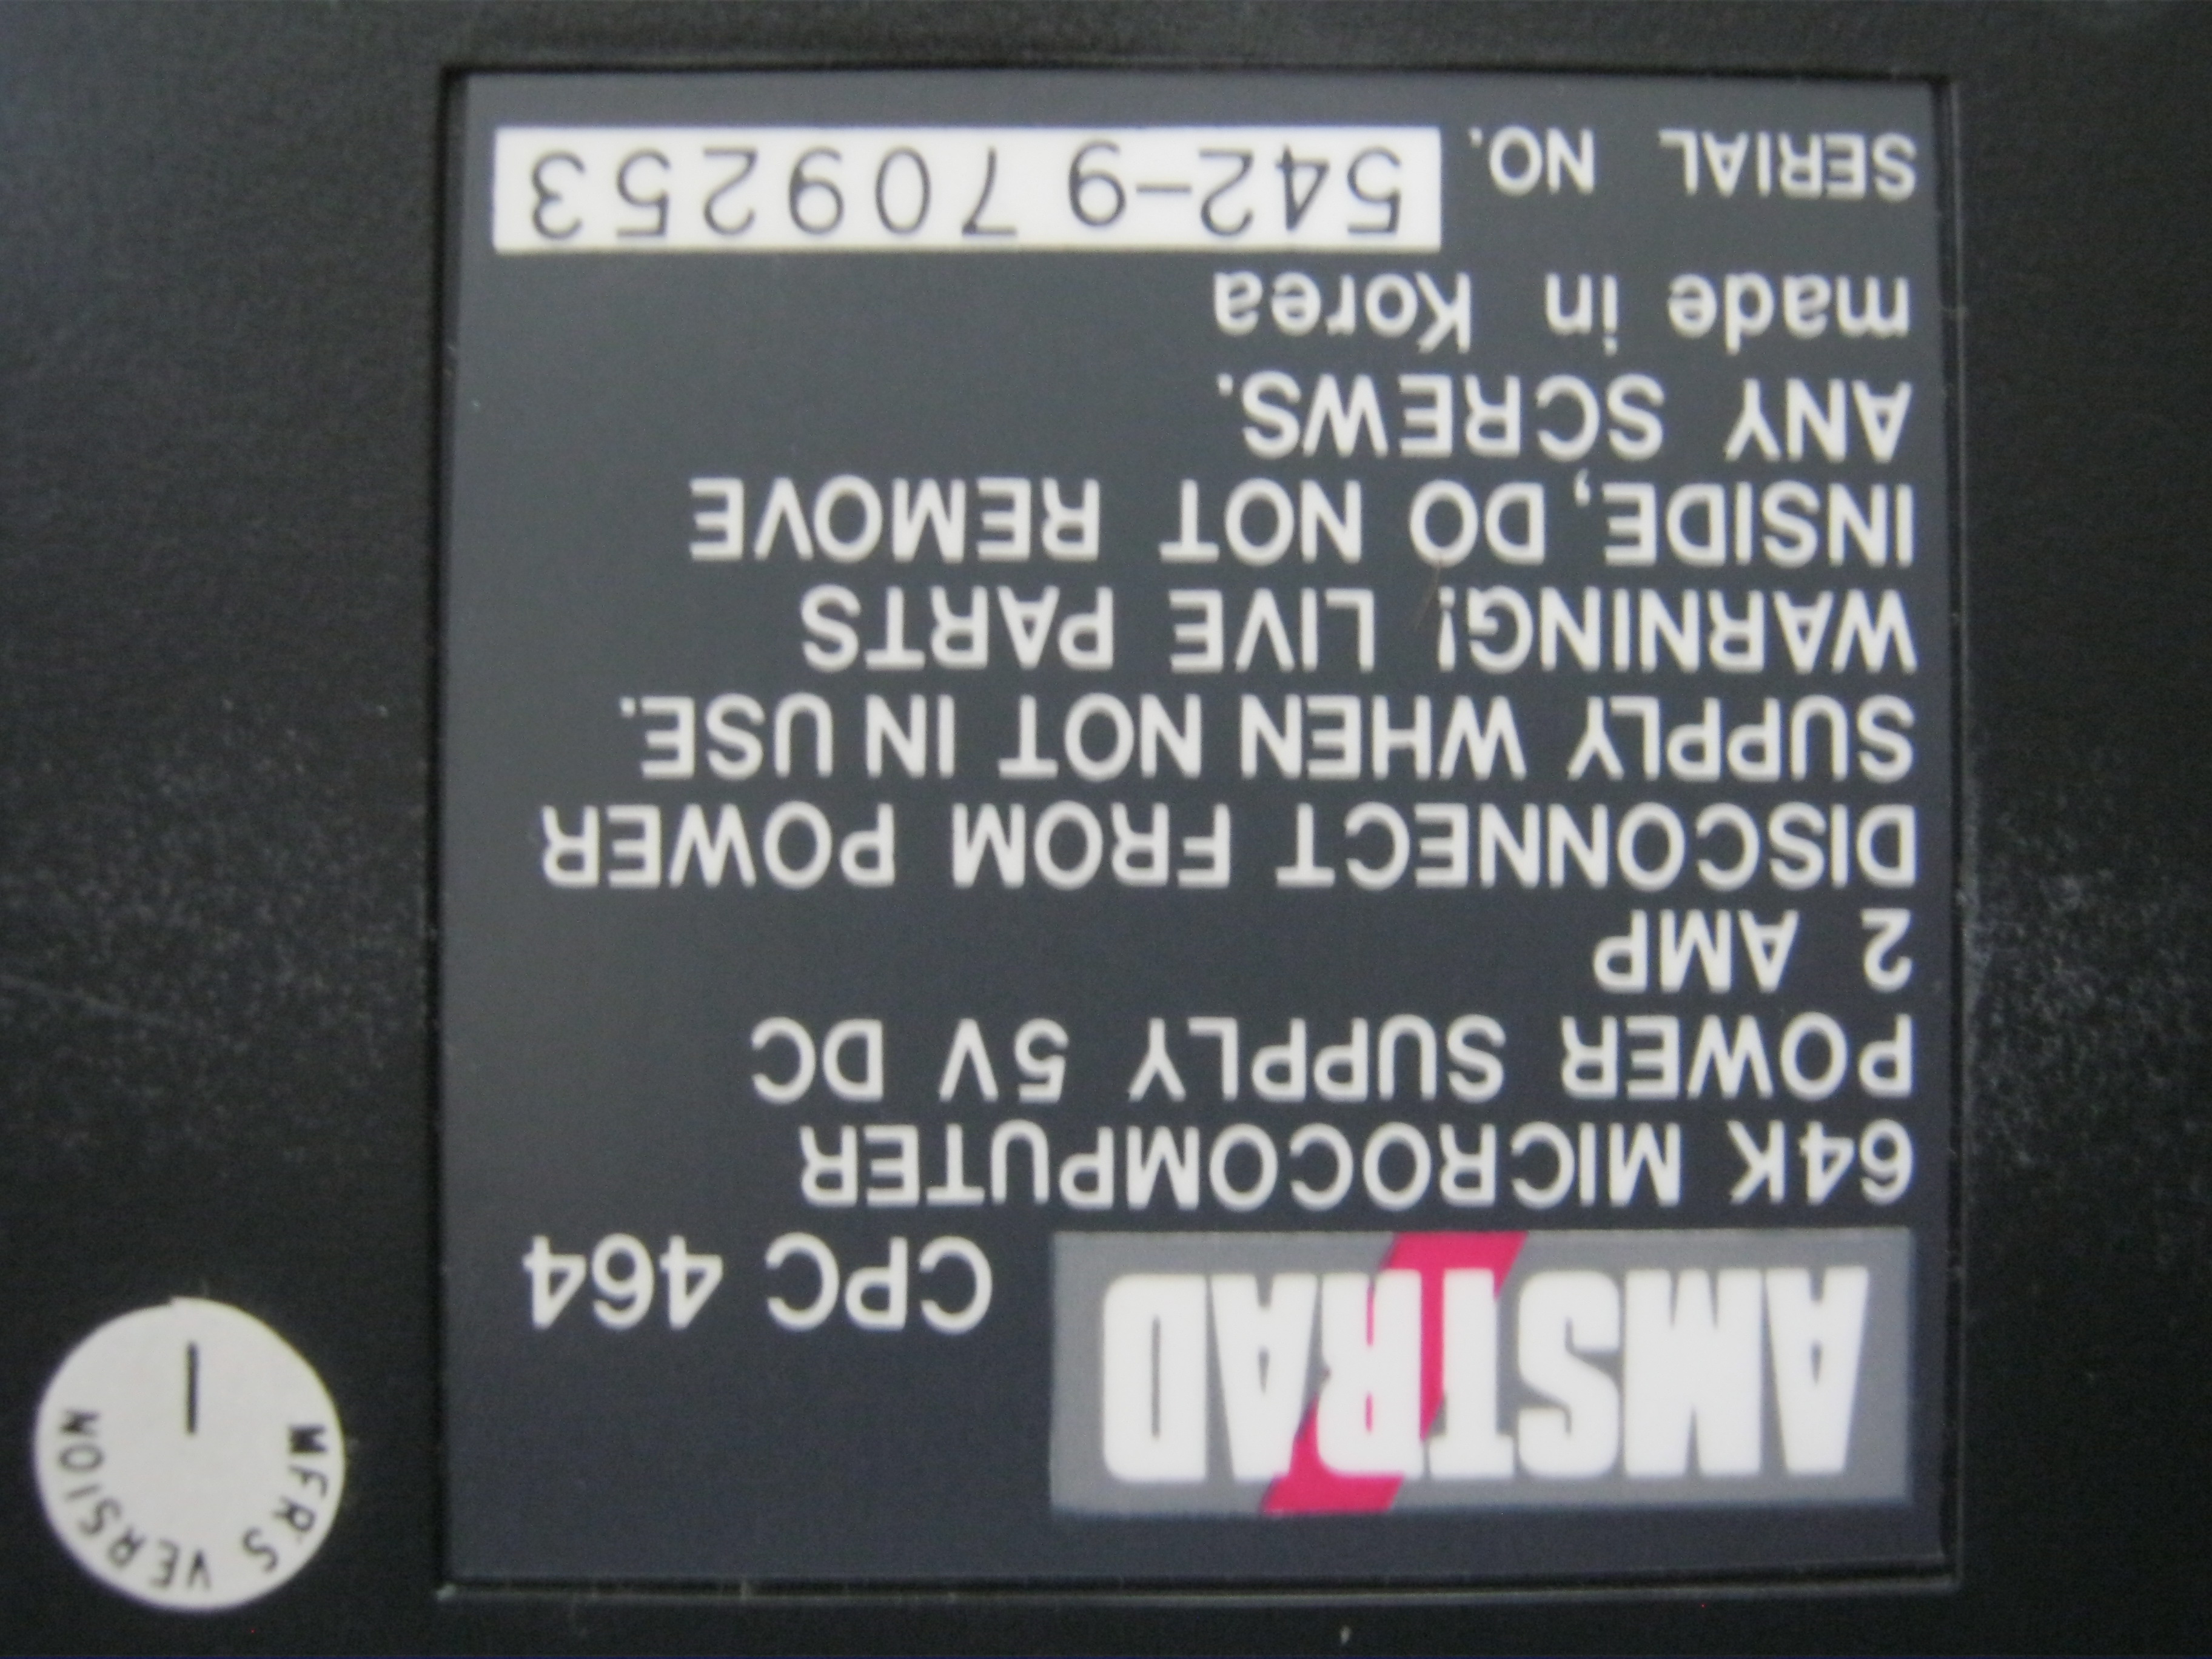 AMSTRAD CPC 464
64K MICROCOMPUTER
POWER SUPPLY 5V DC
2 AMP
DISCONNECT FROM POWER
SUPPLY WHEN NOT IN USE.
WARNING! LIVE PARTS
INSIDE, DO NOT REMOVE
ANY SCREWS.
made in Korea
SERIAL NO. 542-9 709253
MFRS VERSION
1